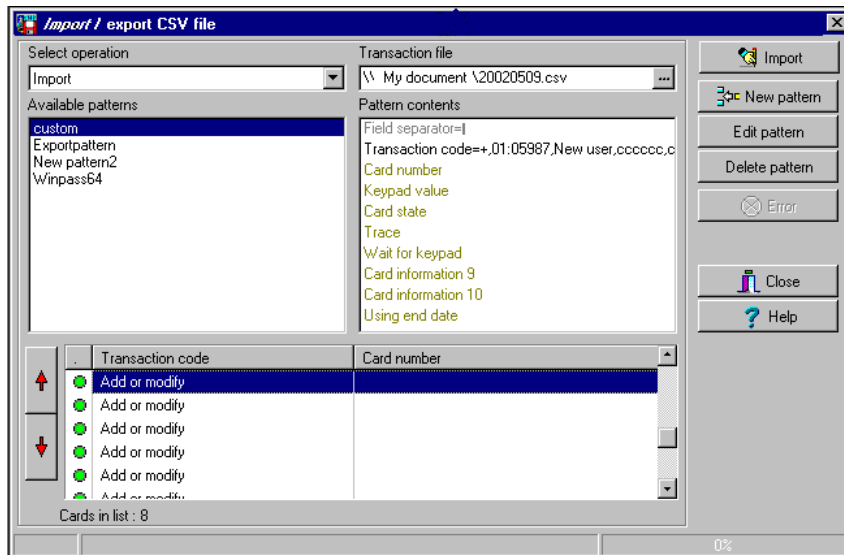 Import / export CSV file
Select operation
Import
Transaction file
\\ My document \20020509.csv
...
Available patterns
custom
Exportpattern
New pattern2
Winpass64
Pattern contents
Field separator=|
Transaction code=+,01:05987,New user,cccccc,c
Card number
Keypad value
Card state
Trace
Wait for keypad
Card information 9
Card information 10
Using end date
Import
New pattern
Edit pattern
Delete pattern
Error
Close
Help
. Transaction code Card number
Add or modify
Add or modify
Add or modify
Add or modify
Add or modify
Add or modify
Cards in list : 8
0%